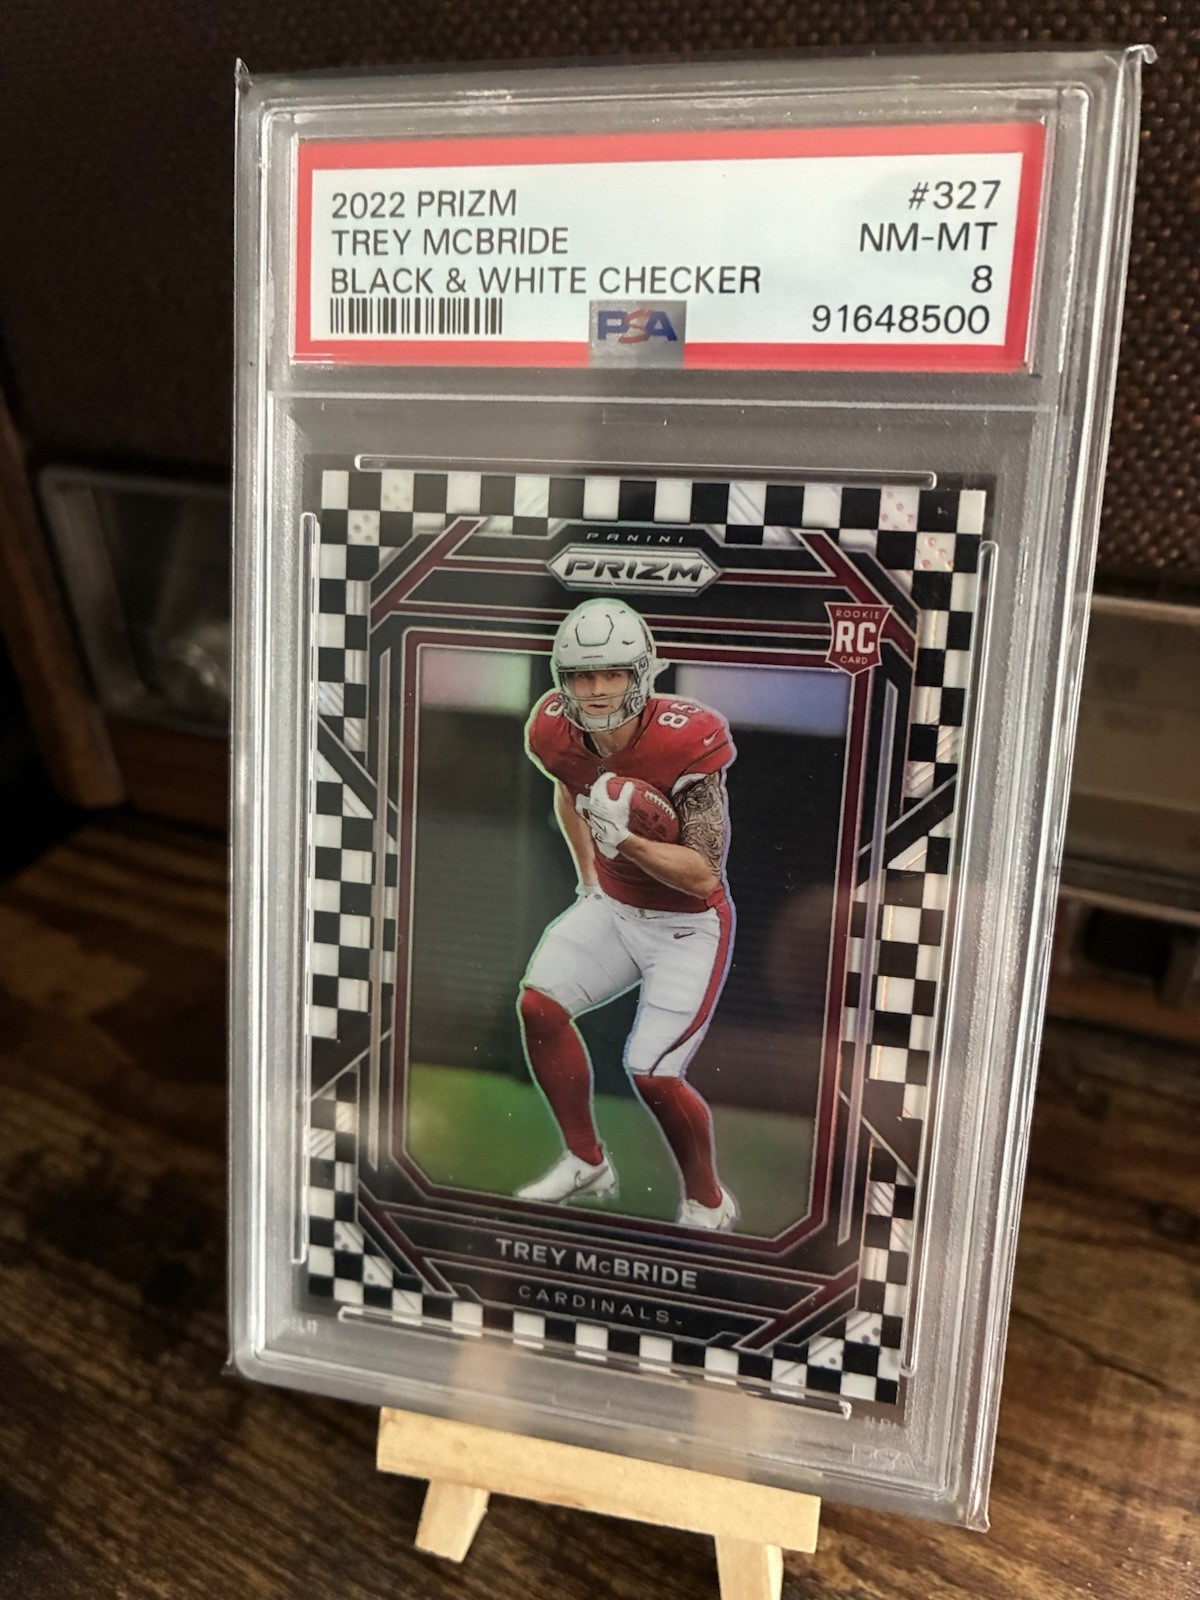 2022 PRIZM #327
TREY MCBRIDE NM-MT
BLACK & WHITE CHECKER 8
PSA 91648500
PANINI
PRIZM
ROOKIE
RC
CARD
85
TREY McBRIDE
CARDINALS